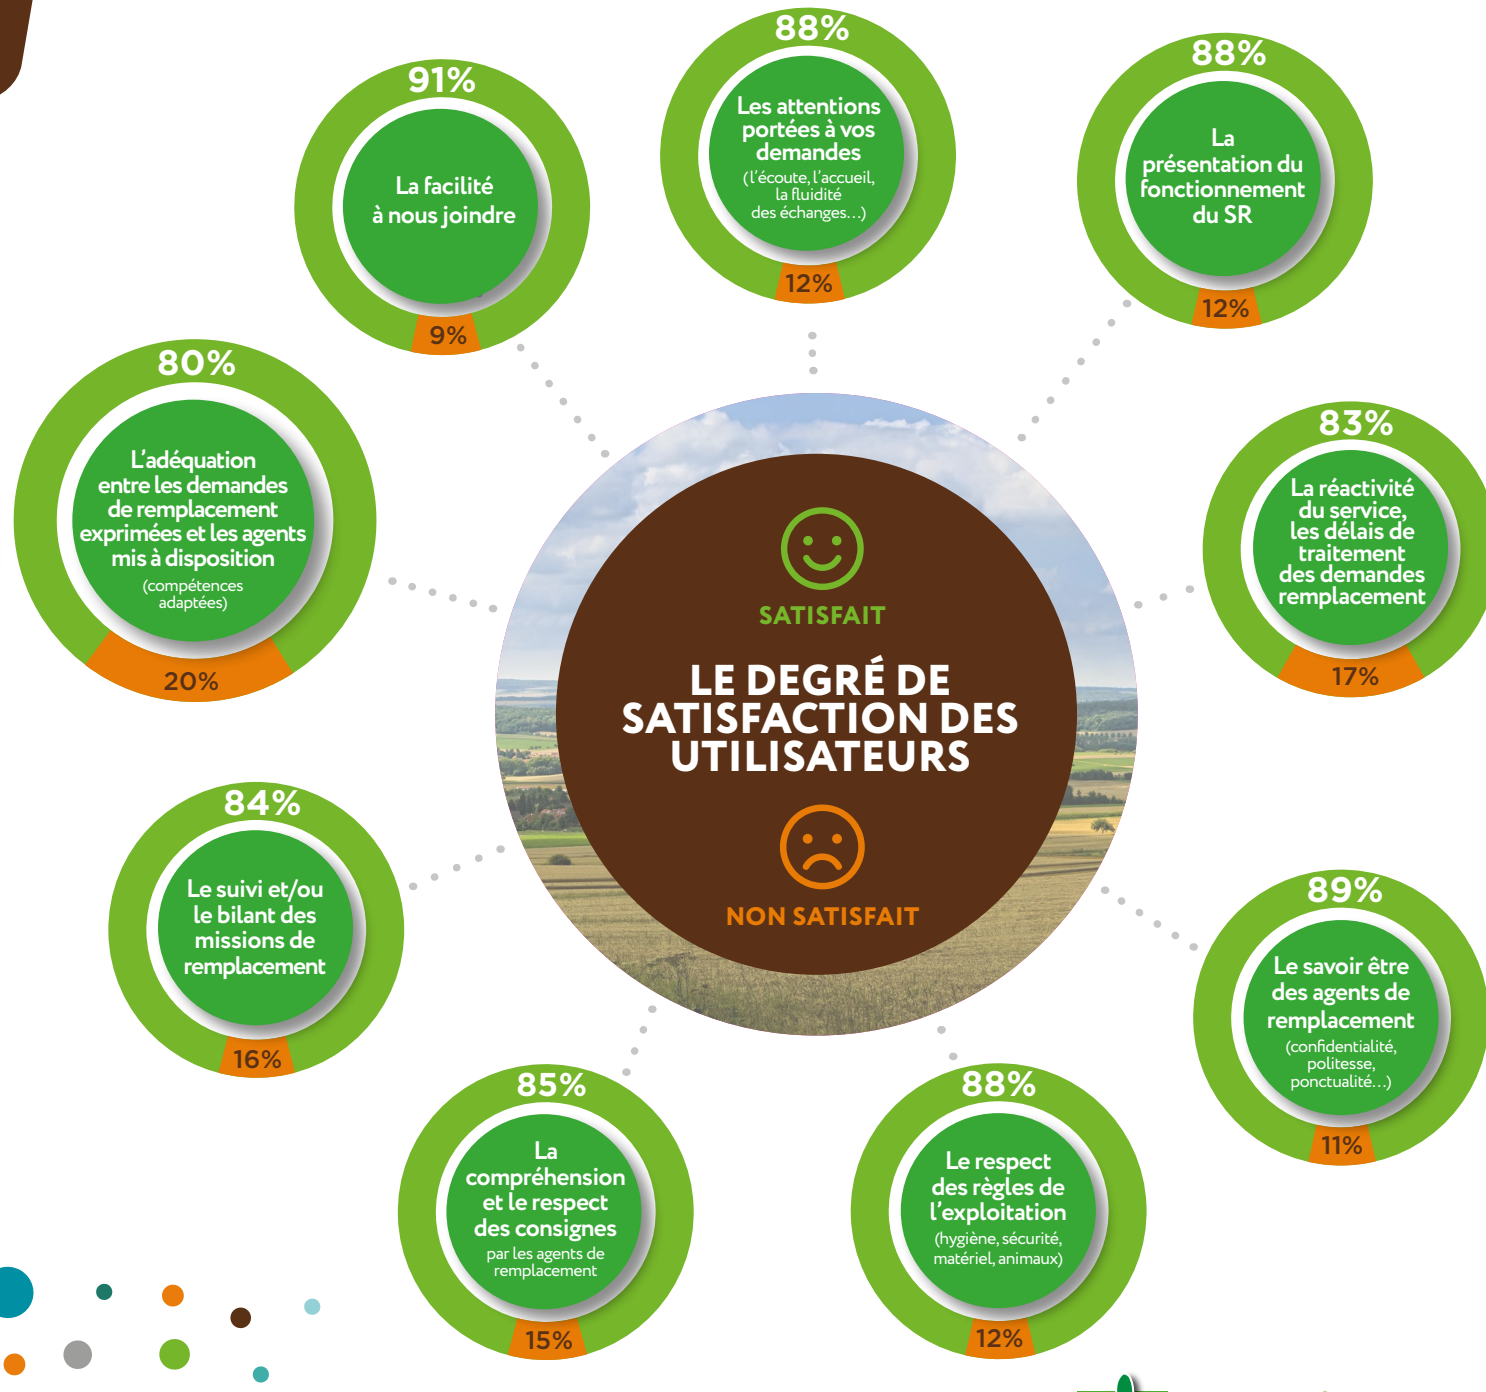 88%
Les attentions
portées à vos
demandes
(l'écoute, l'accueil,
la fluidité
des échanges...)
12%
88%
La
présentation du
fonctionnement
du SR
12%
91%
La facilité
à nous joindre
9%
80%
L'adéquation
entre les demandes
de remplacement
exprimées et les agents
mis à disposition
(compétences
adaptées)
20%
83%
La réactivité
du service,
les délais de
traitement
des demandes
remplacement
17%
SATISFAIT
LE DEGRÉ DE
SATISFACTION DES
UTILISATEURS
NON SATISFAIT
84%
Le suivi et/ou
le bilant des
missions de
remplacement
16%
89%
Le savoir être
des agents de
remplacement
(confidentialité,
politesse,
ponctualité...)
11%
85%
La
compréhension
et le respect
des consignes
par les agents de
remplacement
15%
88%
Le respect
des règles de
l'exploitation
(hygiène, sécurité,
matériel, animaux)
12%